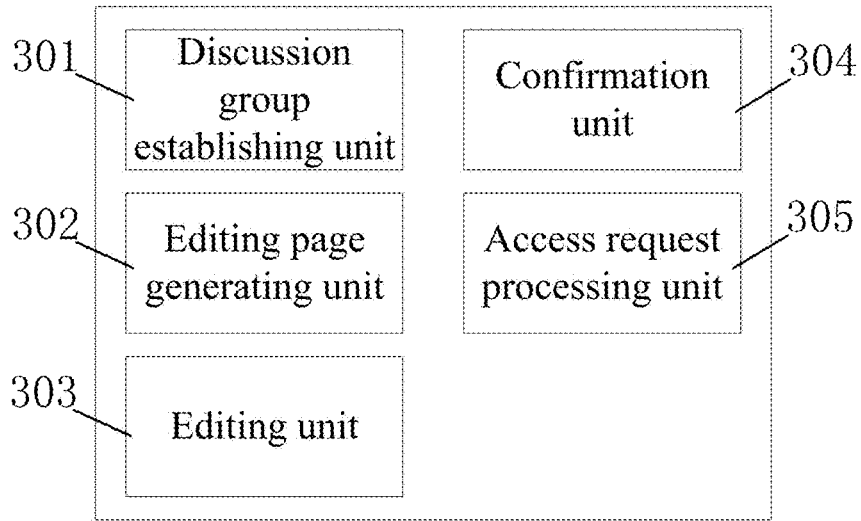 301
Discussion
group
establishing unit
304
Confirmation
unit
302
Editing page
generating unit
305
Access request
processing unit
303
Editing unit